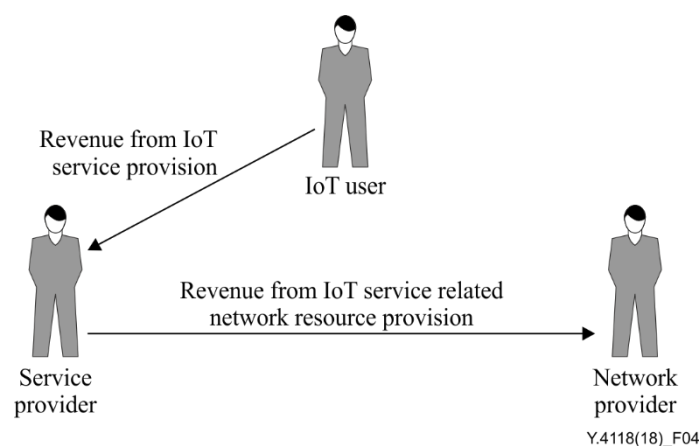 Revenue from IoT
service provision
IoT user
Revenue from IoT service related
network resource provision
Service
provider
Network
provider
Y.4118(18)_F04